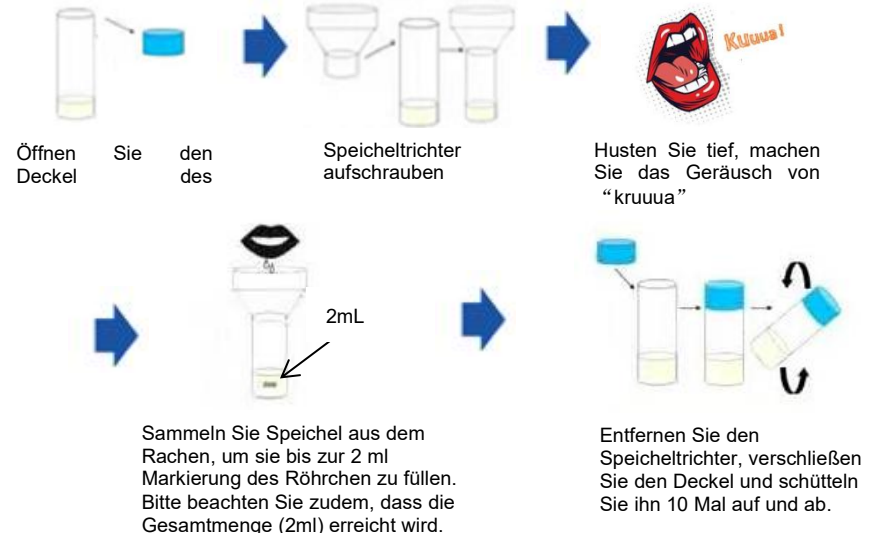 Kuuua!
Öffnen Sie den
Deckel des
Speicheltrichter
aufschrauben
Husten Sie tief, machen
Sie das Geräusch von
“kruuua”
2mL
Sammeln Sie Speichel aus dem
Rachen, um sie bis zur 2 ml
Markierung des Röhrchen zu füllen.
Bitte beachten Sie zudem, dass die
Gesamtmenge (2ml) erreicht wird.
Entfernen Sie den
Speicheltrichter, verschließen
Sie den Deckel und schütteln
Sie ihn 10 Mal auf und ab.